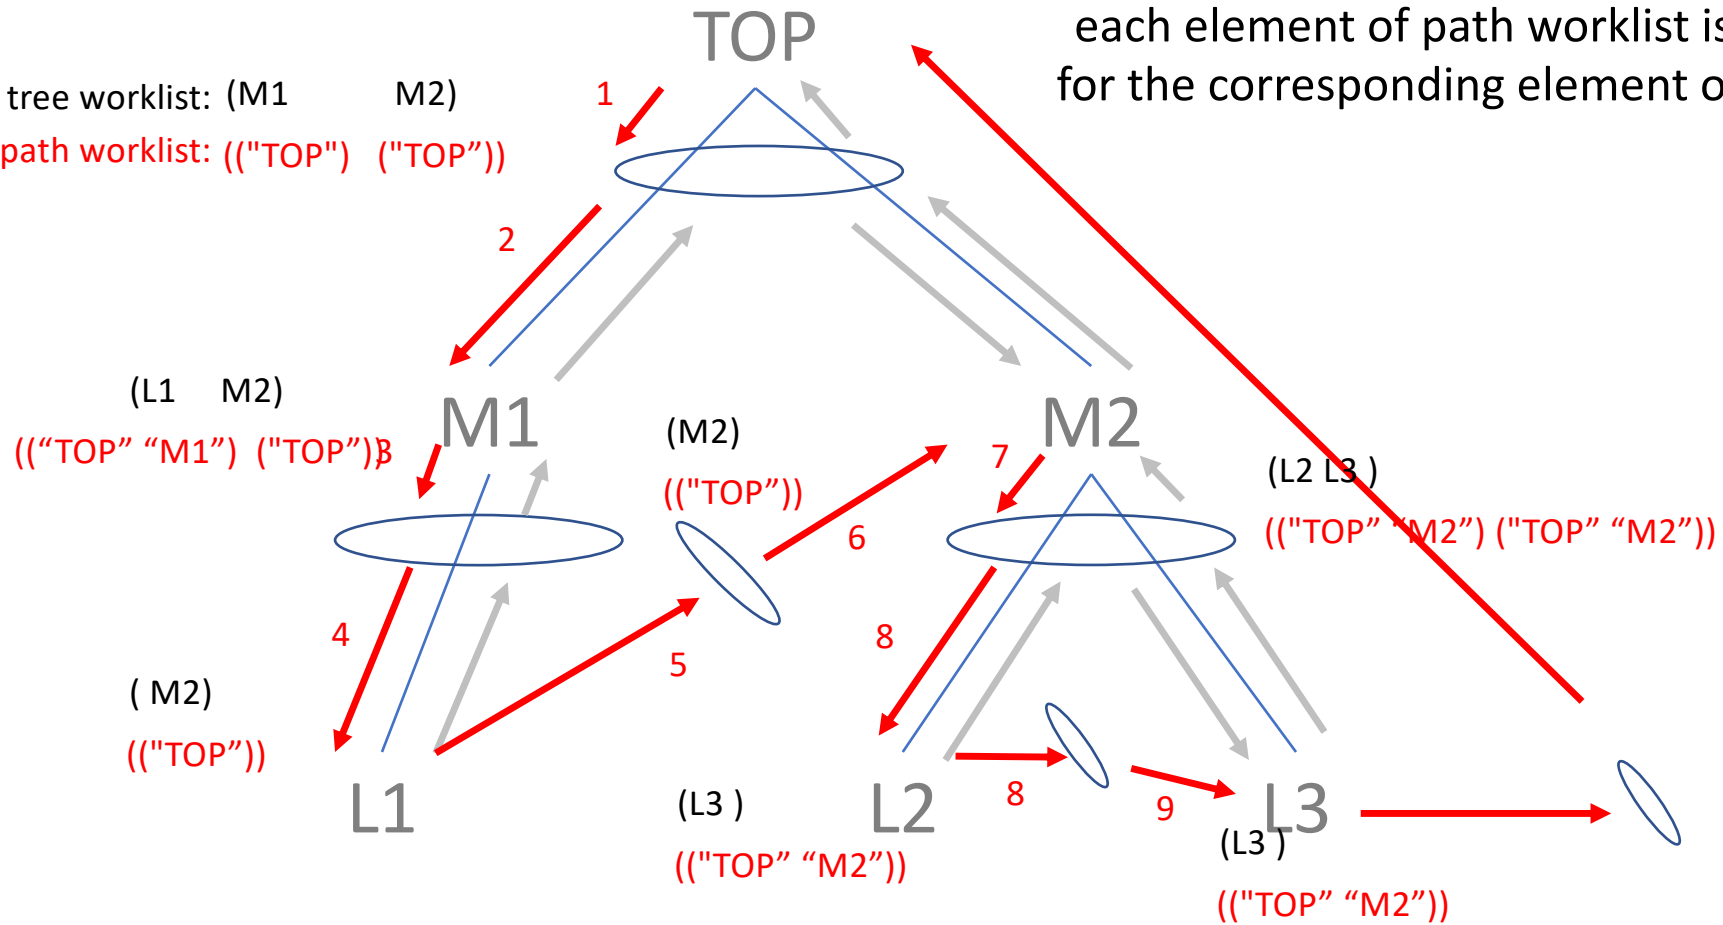 TOP
each element of path worklist is
for the corresponding element o
tree worklist: (M1 M2)
path worklist: (("TOP") ("TOP”))
1
2
(L1 M2)
((“TOP” “M1”) ("TOP”))
3
M1
(M2)
(("TOP”))
M2
7
(L2 L3 )
(("TOP” “M2”) ("TOP” “M2”))
6
4
5
8
( M2)
(("TOP”))
L1
(L3 )
(("TOP” “M2”))
L2
8
9
L3
(L3 )
(("TOP” “M2”))